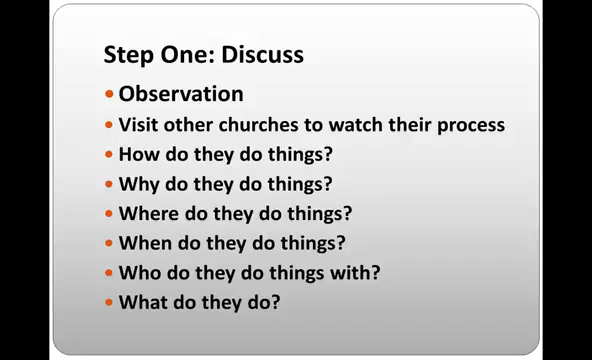 Step One: Discuss
• Observation
• Visit other churches to watch their process
• How do they do things?
• Why do they do things?
• Where do they do things?
• When do they do things?
• Who do they do things with?
• What do they do?